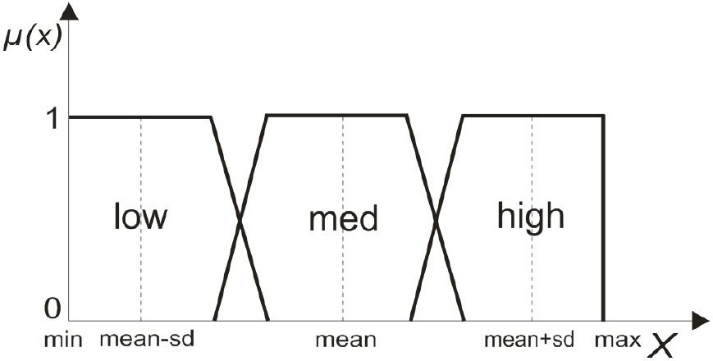 μ(x)
1
low med high
0
min mean-sd mean mean+sd max X